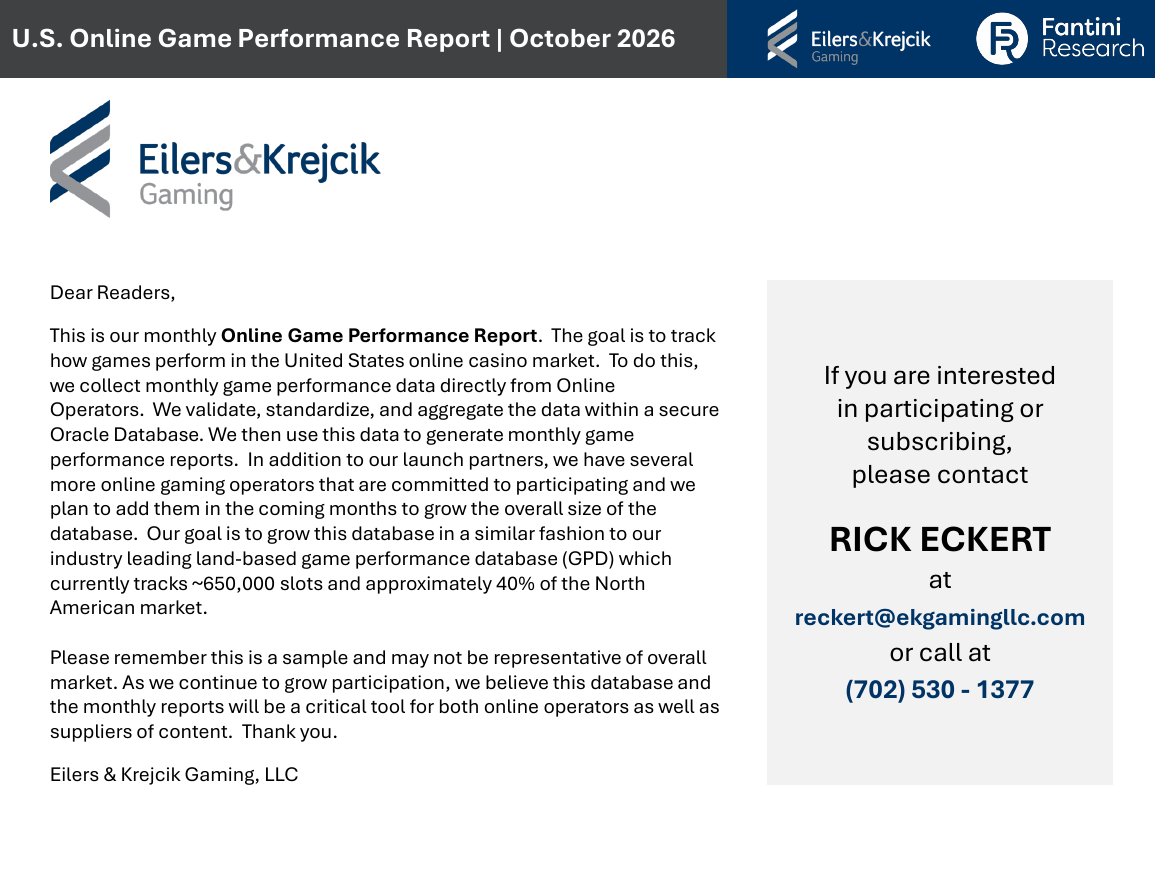 U.S. Online Game Performance Report | October 2026
Eilers&Krejcik
Gaming
Fantini
Research
Eilers&Krejcik
Gaming
Dear Readers,
This is our monthly Online Game Performance Report.  The goal is to track
how games perform in the United States online casino market.  To do this,
we collect monthly game performance data directly from Online
Operators.  We validate, standardize, and aggregate the data within a secure
Oracle Database. We then use this data to generate monthly game
performance reports.  In addition to our launch partners, we have several
more online gaming operators that are committed to participating and we
plan to add them in the coming months to grow the overall size of the
database.  Our goal is to grow this database in a similar fashion to our
industry leading land-based game performance database (GPD) which
currently tracks ~650,000 slots and approximately 40% of the North
American market.
Please remember this is a sample and may not be representative of overall
market. As we continue to grow participation, we believe this database and
the monthly reports will be a critical tool for both online operators as well as
suppliers of content.  Thank you.
Eilers & Krejcik Gaming, LLC
If you are interested
in participating or
subscribing,
please contact
RICK ECKERT
at
reckert@ekgamingllc.com
or call at
(702) 530 - 1377